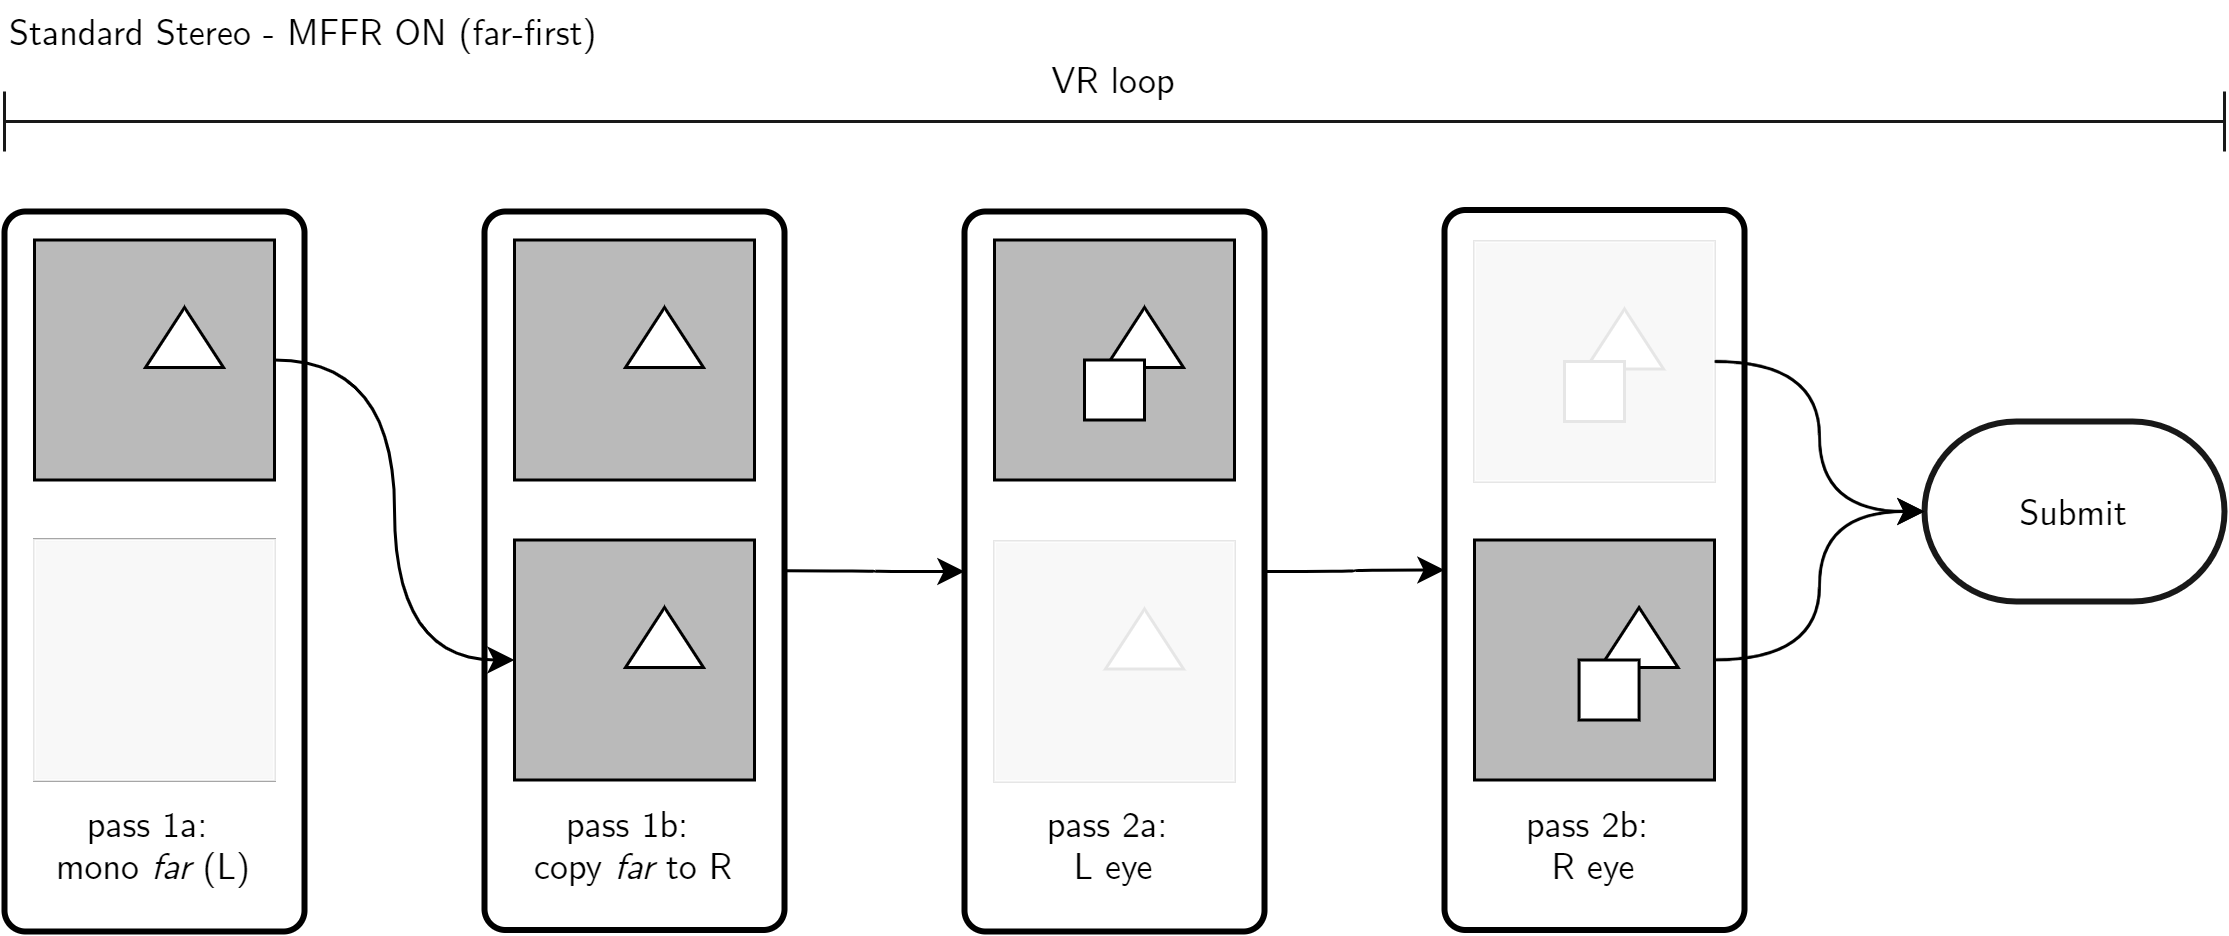 Standard Stereo - MFFR ON (far-first)
VR loop
pass 1a:
mono far (L)
pass 1b:
copy far to R
pass 2a:
L eye
pass 2b:
R eye
Submit